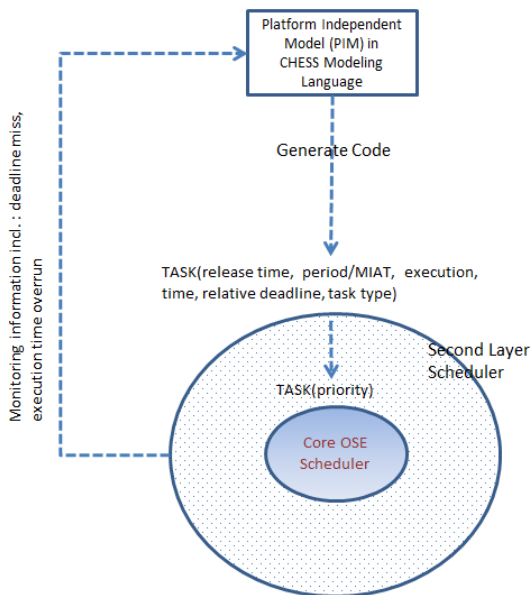 Platform Independent
Model (PIM) in
CHESS Modeling
Language
Generate Code
Monitoring information incl. : deadline miss,
execution time overrun
TASK(release time, period/MIAT, execution,
time, relative deadline, task type)
Second Layer
Scheduler
TASK(priority)
Core OSE
Scheduler